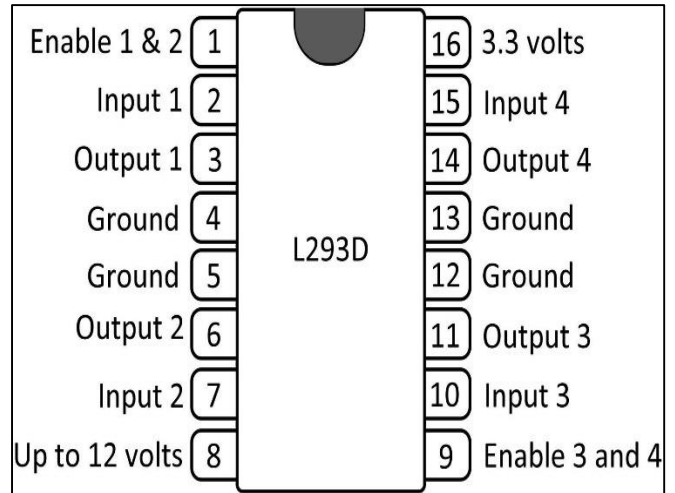 Enable 1 & 2 1 16 3.3 volts
Input 1 2 15 Input 4
Output 1 3 14 Output 4
Ground 4 13 Ground
L293D
Ground 5 12 Ground
Output 2 6 11 Output 3
Input 2 7 10 Input 3
Up to 12 volts 8 9 Enable 3 and 4